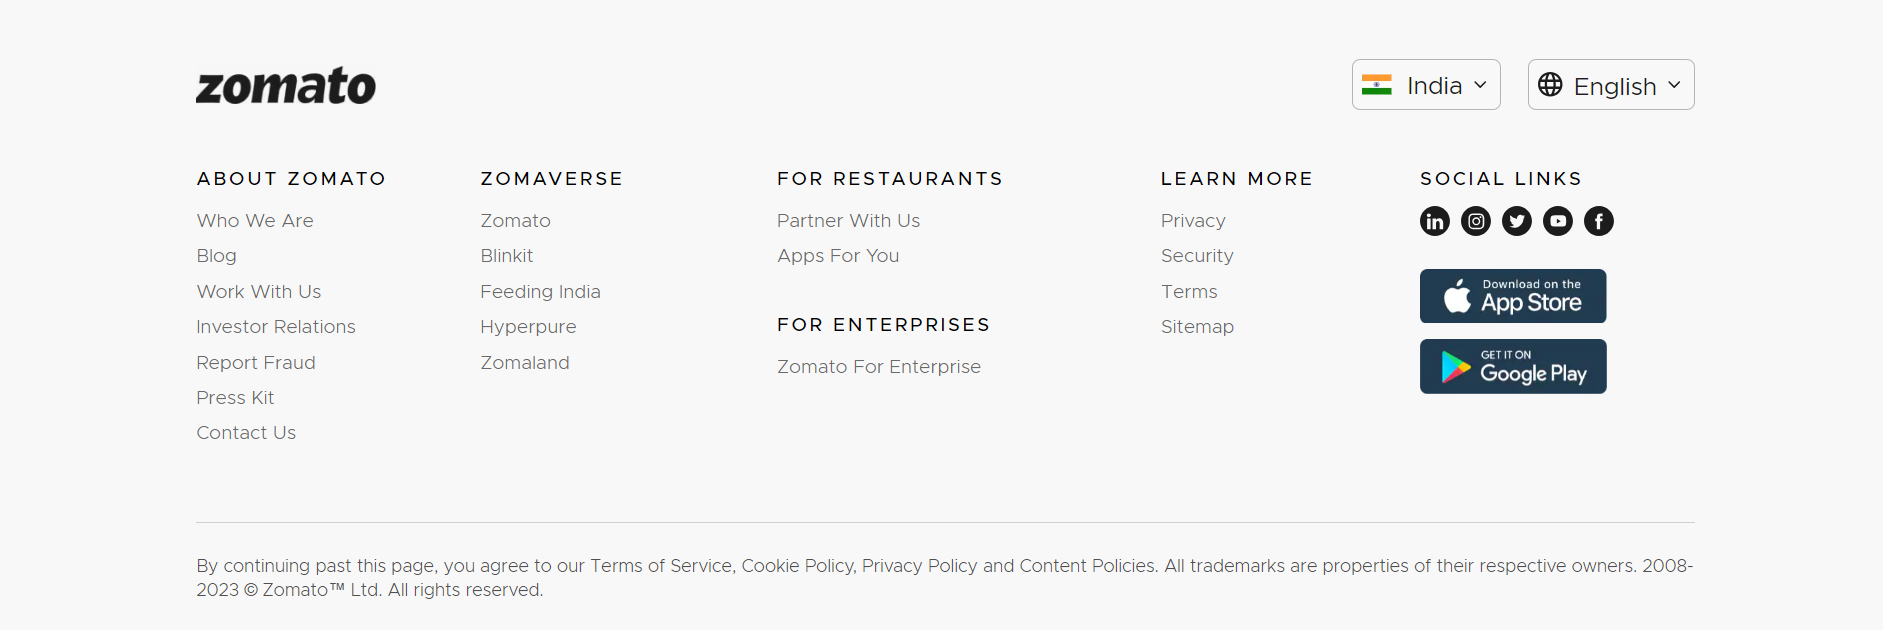 zomato
India
English
ABOUT ZOMATO
Who We Are
Blog
Work With Us
Investor Relations
Report Fraud
Press Kit
Contact Us
ZOMAVERSE
Zomato
Blinkit
Feeding India
Hyperpure
Zomaland
FOR RESTAURANTS
Partner With Us
Apps For You
FOR ENTERPRISES
Zomato For Enterprise
LEARN MORE
Privacy
Security
Terms
Sitemap
SOCIAL LINKS
Download on the
App Store
GET IT ON
Google Play
By continuing past this page, you agree to our Terms of Service, Cookie Policy, Privacy Policy and Content Policies. All trademarks are properties of their respective owners. 2008-
2023 © Zomato™ Ltd. All rights reserved.